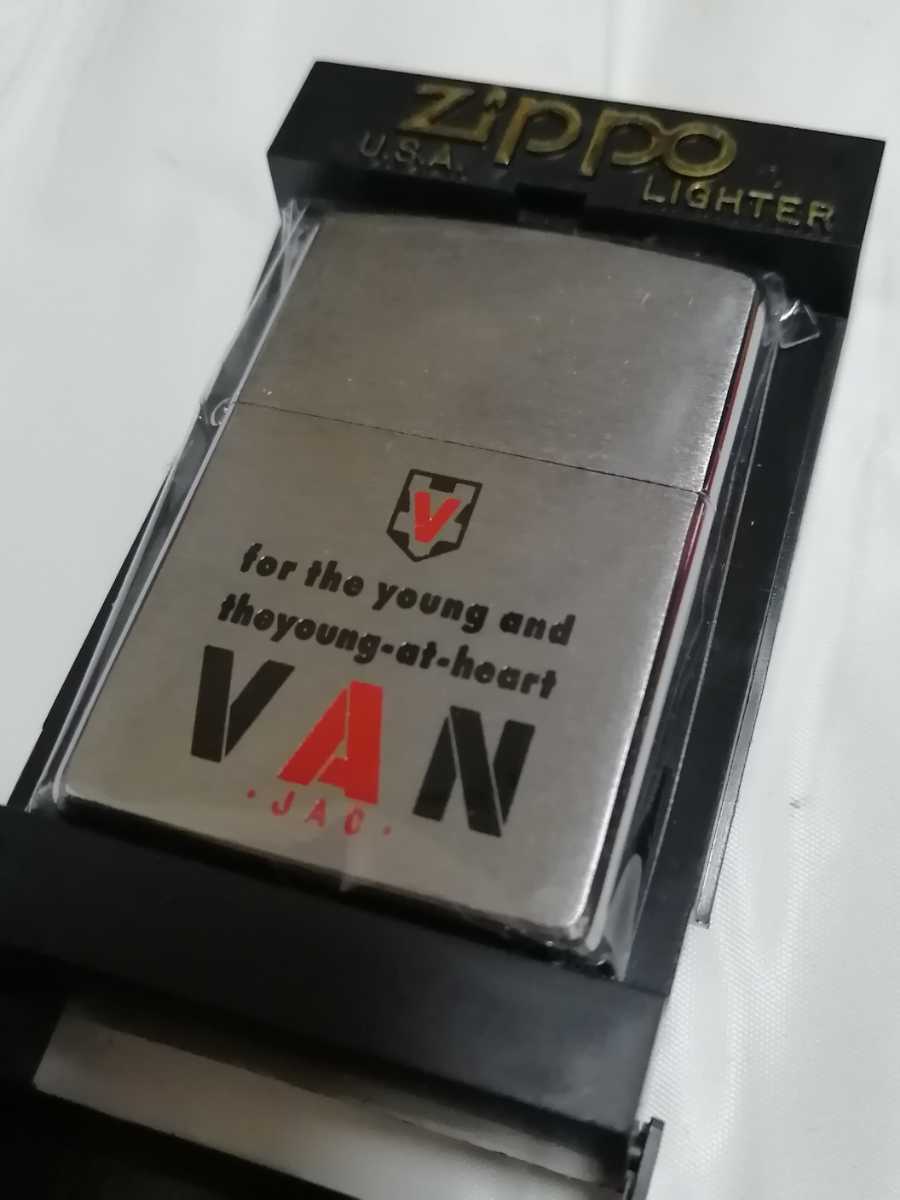 Zippo
U.S.A. LIGHTER
V
for the young and
theyoung-at-heart
VAN
·JAC·